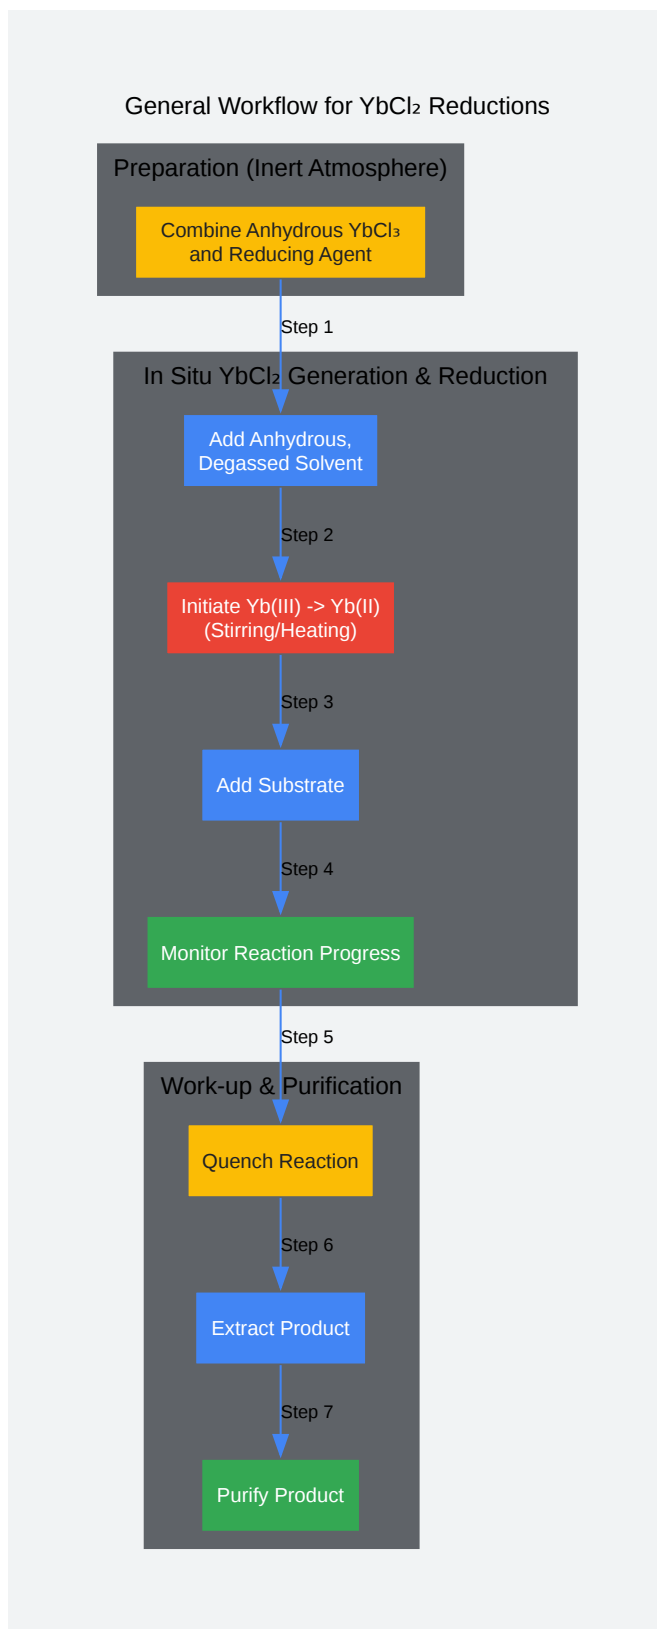 General Workflow for YbCl₂ Reductions
Preparation (Inert Atmosphere)
Combine Anhydrous YbCl₃
and Reducing Agent
Step 1
In Situ YbCl₂ Generation & Reduction
Add Anhydrous,
Degassed Solvent
Step 2
Initiate Yb(III) -> Yb(II)
(Stirring/Heating)
Step 3
Add Substrate
Step 4
Monitor Reaction Progress
Step 5
Work-up & Purification
Quench Reaction
Step 6
Extract Product
Step 7
Purify Product